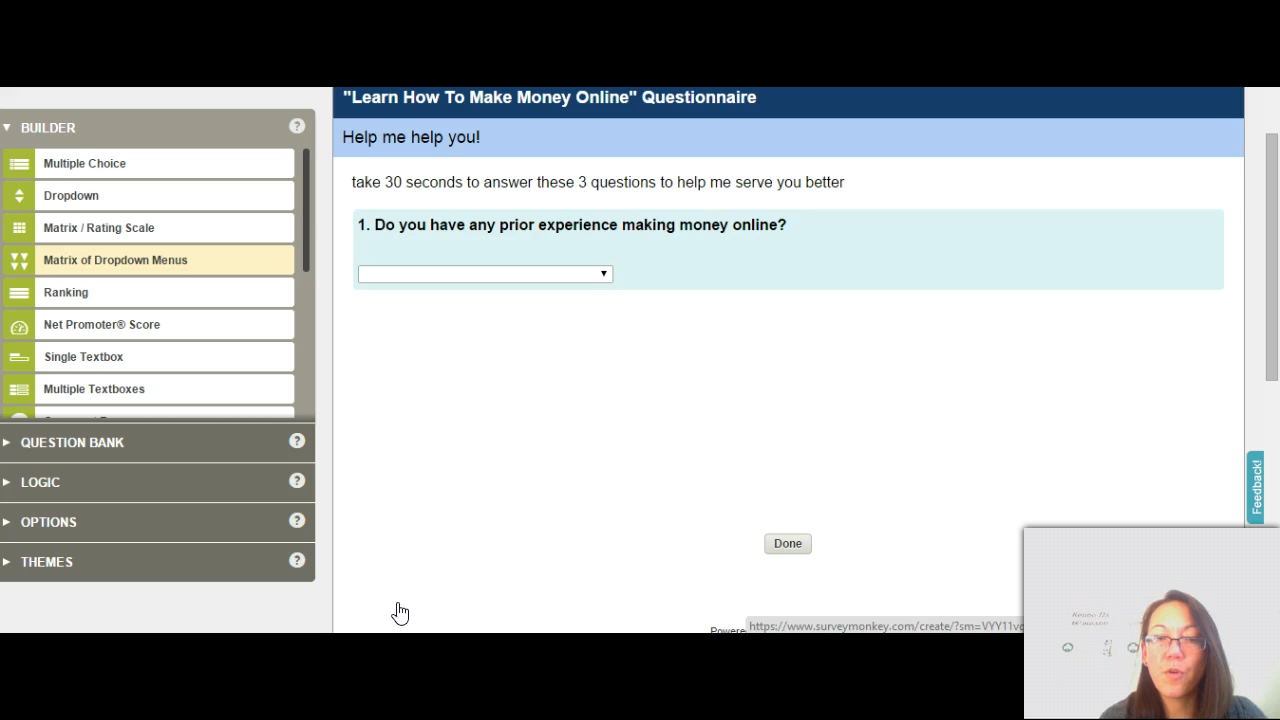 "Learn How To Make Money Online" Questionnaire
BUILDER ?
Help me help you!
Multiple Choice
take 30 seconds to answer these 3 questions to help me serve you better
Dropdown
Matrix / Rating Scale
1. Do you have any prior experience making money online?
Matrix of Dropdown Menus
Ranking
Net Promoter® Score
Single Textbox
Multiple Textboxes
QUESTION BANK ?
LOGIC ?
OPTIONS ?
THEMES ?
Feedback!
Done
Powere
https://www.surveymonkey.com/create/?sm=VYY11v